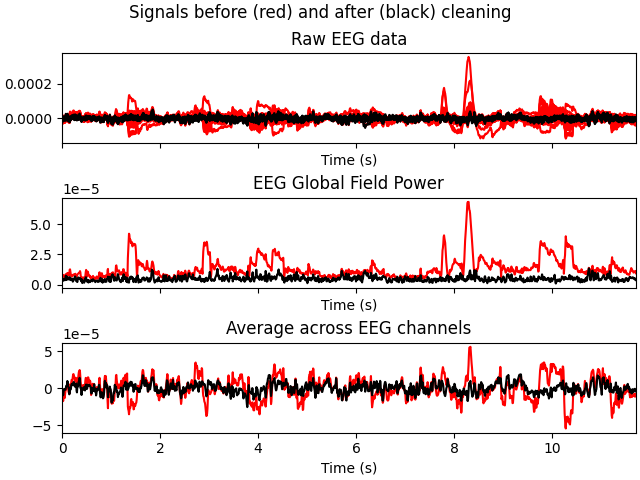 Signals before (red) and after (black) cleaning
Raw EEG data
0.0002
0.0000
Time (s)
1e−5
EEG Global Field Power
5.0
2.5
0.0
Time (s)
1e−5
Average across EEG channels
5
0
−5
0 2 4 6 8 10
Time (s)